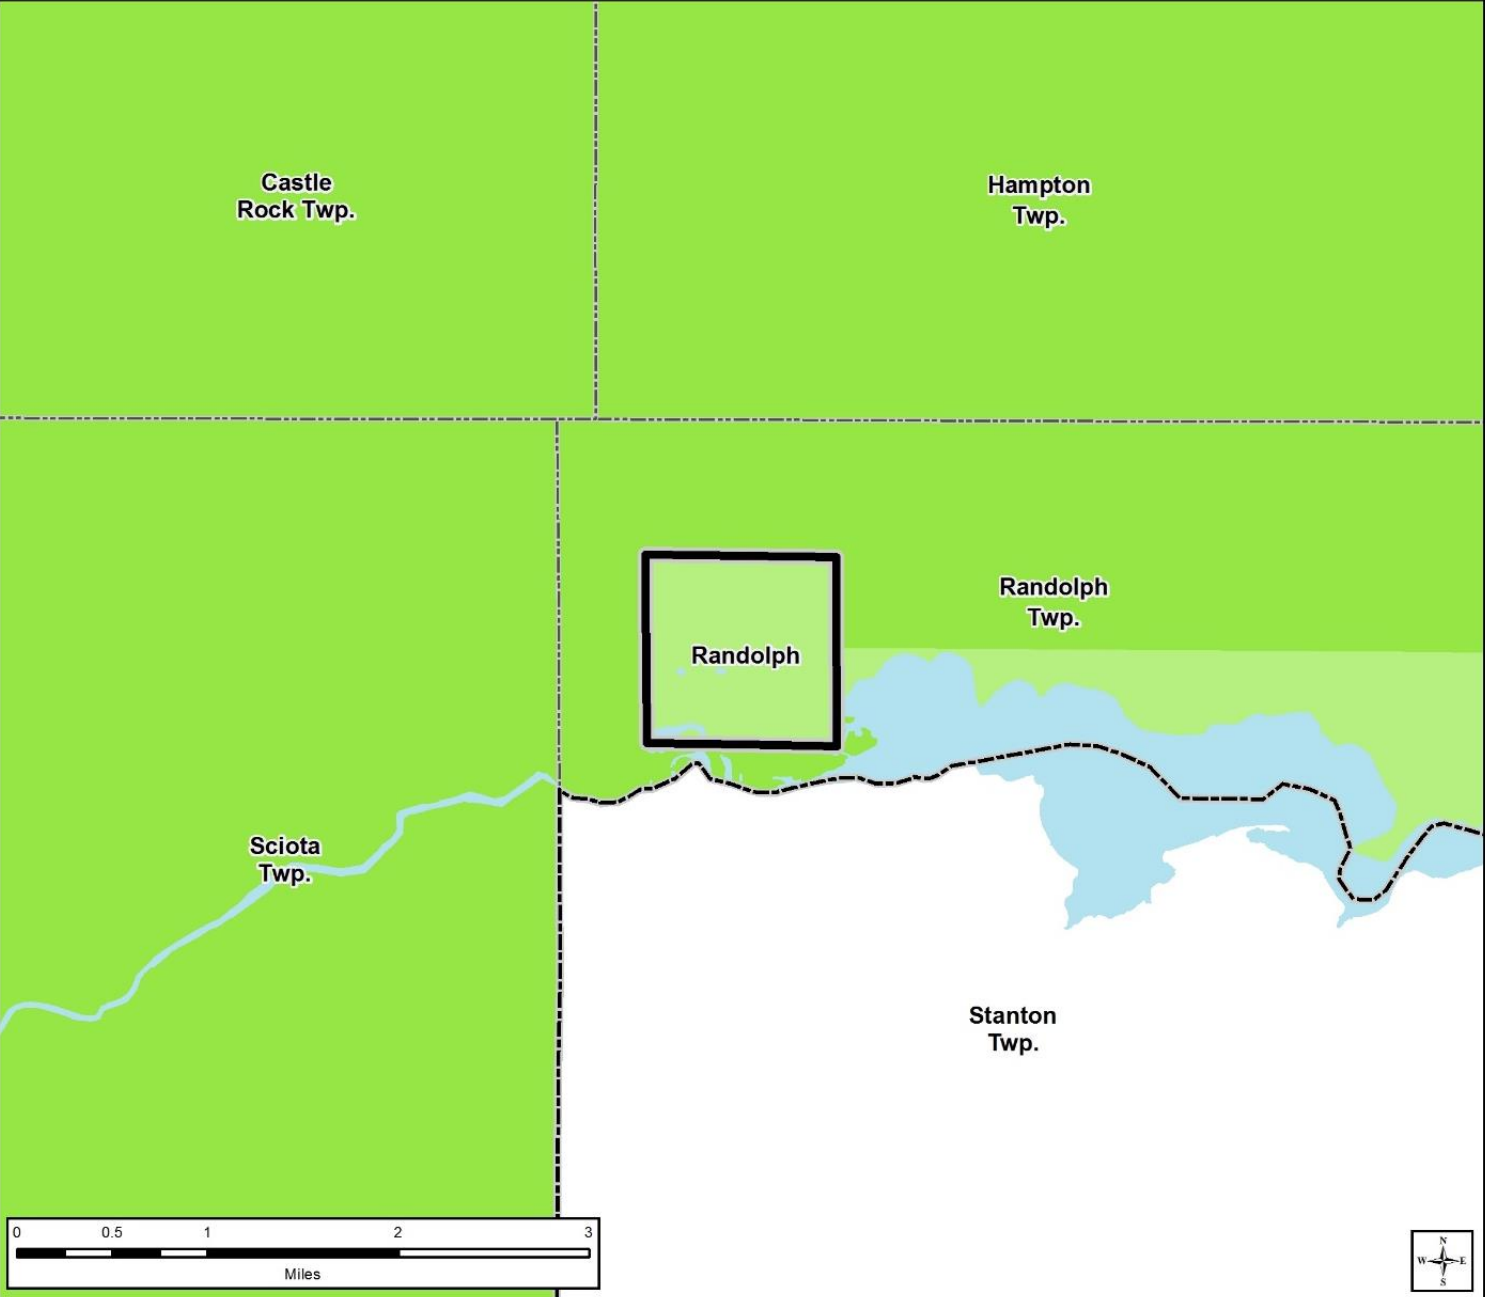 Castle
Rock Twp.
Hampton
Twp.
Randolph
Twp.
Randolph
Sciota
Twp.
Stanton
Twp.
0 0.5 1 2 3
Miles
N
W E
S